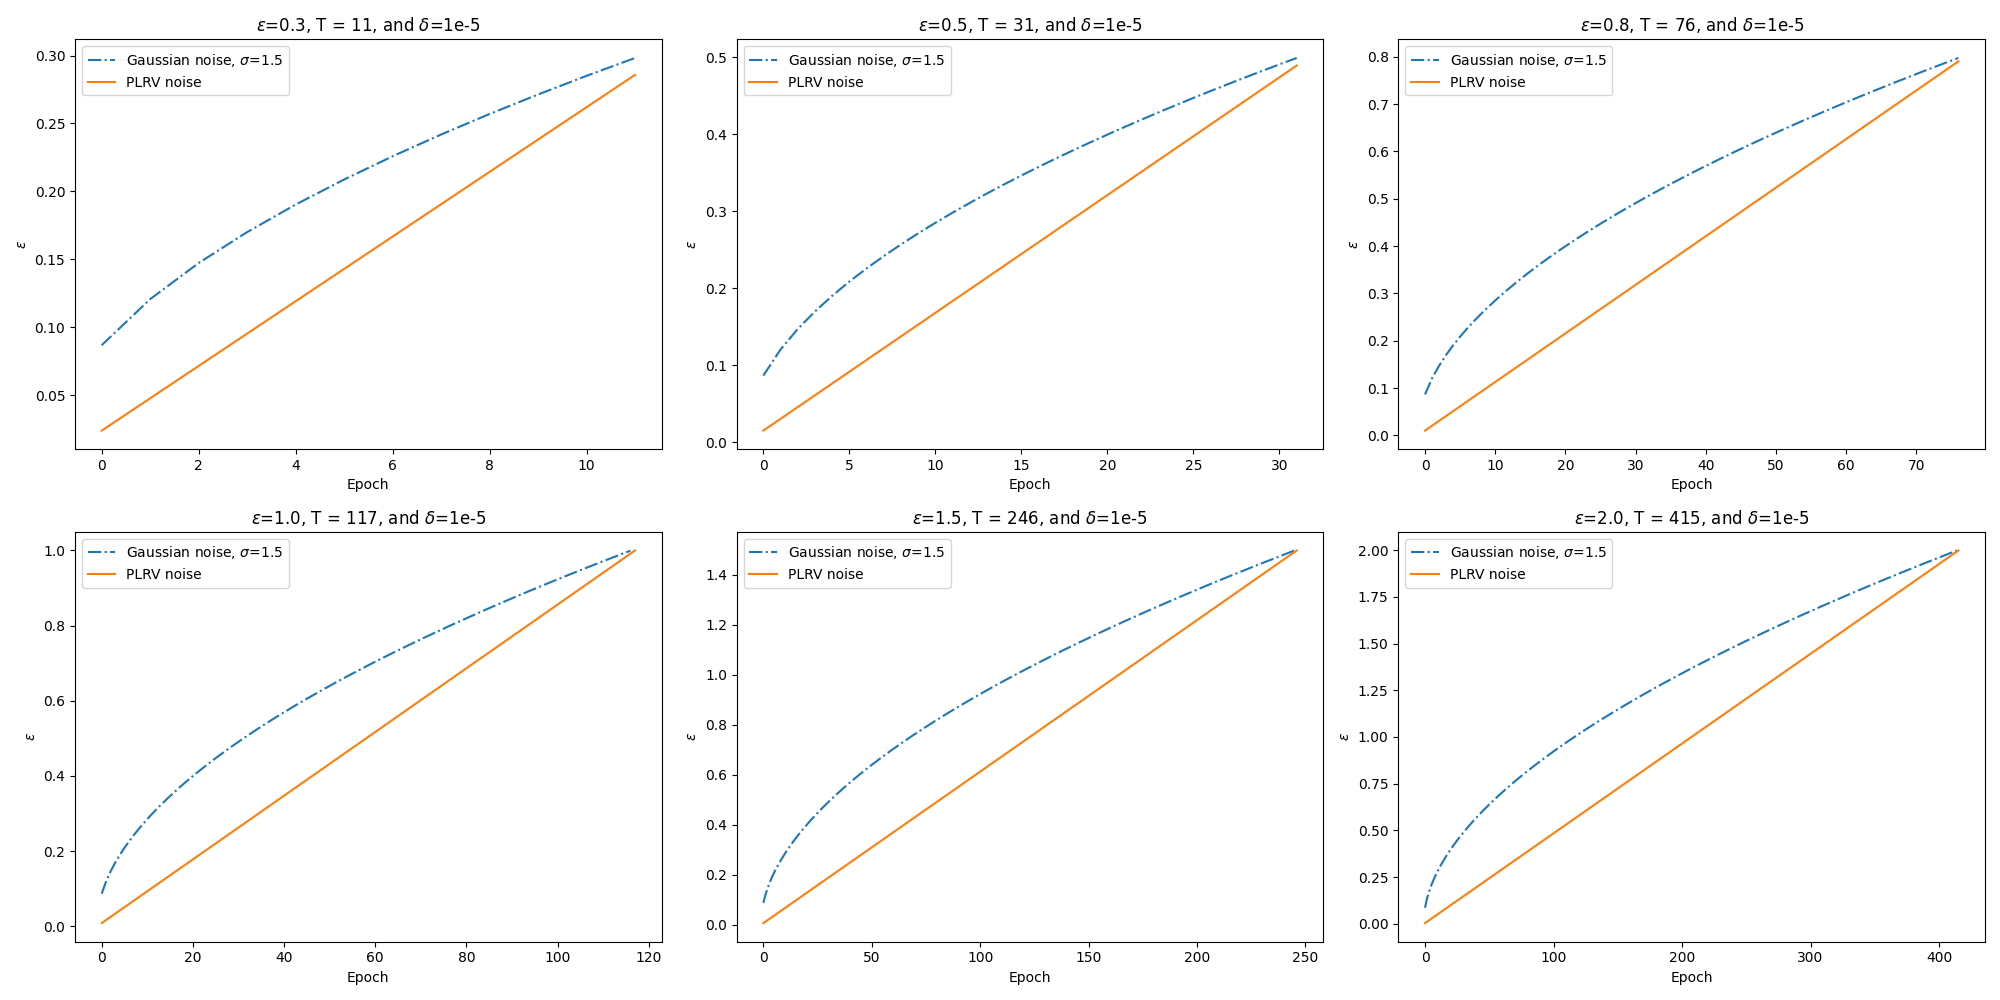 ε=0.3, T = 11, and δ=1e-5
Gaussian noise, σ=1.5
PLRV noise
0.30
0.25
0.20
0.15
0.10
0.05
ε
0 2 4 6 8 10
Epoch
ε=0.5, T = 31, and δ=1e-5
Gaussian noise, σ=1.5
PLRV noise
0.5
0.4
0.3
0.2
0.1
0.0
ε
0 5 10 15 20 25 30
Epoch
ε=0.8, T = 76, and δ=1e-5
Gaussian noise, σ=1.5
PLRV noise
0.8
0.7
0.6
0.5
0.4
0.3
0.2
0.1
0.0
ε
0 10 20 30 40 50 60 70
Epoch
ε=1.0, T = 117, and δ=1e-5
Gaussian noise, σ=1.5
PLRV noise
1.0
0.8
0.6
0.4
0.2
0.0
ε
0 20 40 60 80 100 120
Epoch
ε=1.5, T = 246, and δ=1e-5
Gaussian noise, σ=1.5
PLRV noise
1.4
1.2
1.0
0.8
0.6
0.4
0.2
0.0
ε
0 50 100 150 200 250
Epoch
ε=2.0, T = 415, and δ=1e-5
Gaussian noise, σ=1.5
PLRV noise
2.00
1.75
1.50
1.25
1.00
0.75
0.50
0.25
0.00
ε
0 100 200 300 400
Epoch